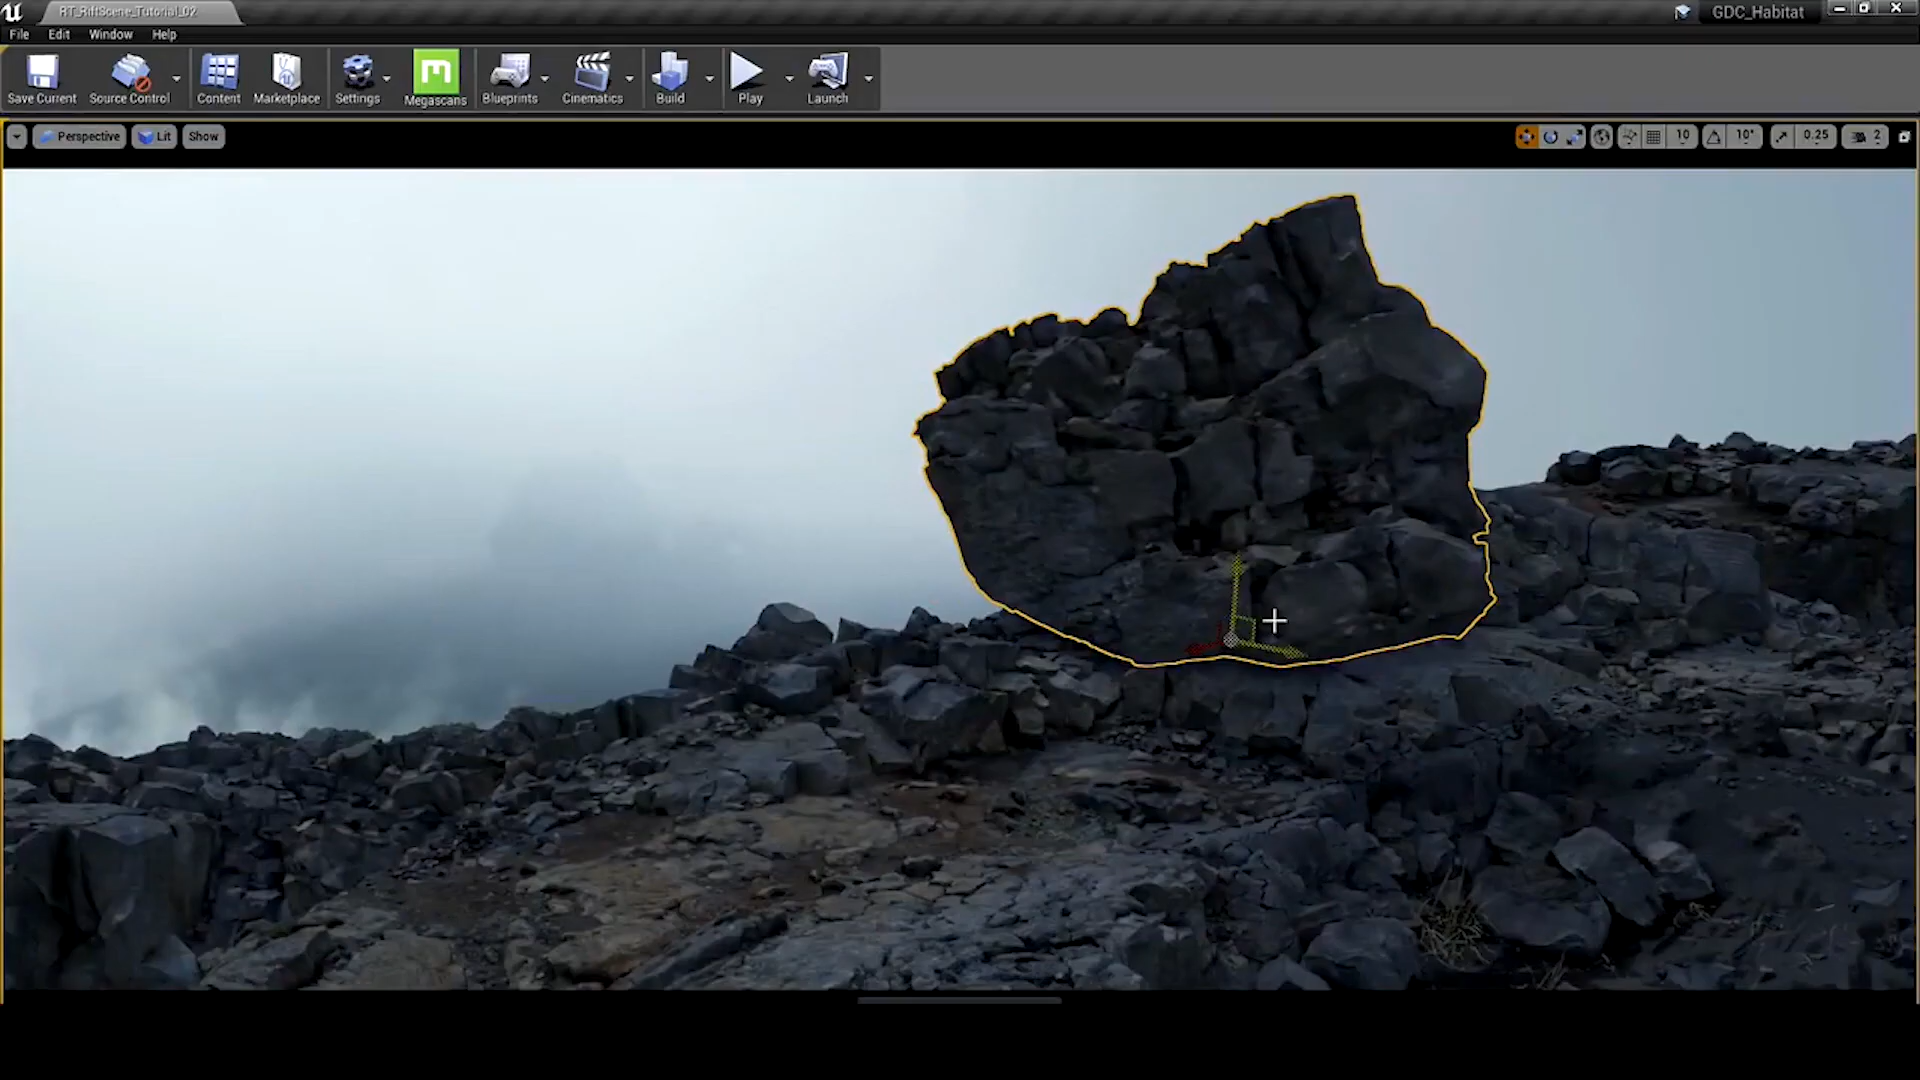 RT_RiftScene_Tutorial_02
GDC_Habitat
File Edit Window Help
Save Current Source Control Content Marketplace Settings Megascans Blueprints Cinematics Build Play Launch
Perspective Lit Show 10 10° 0.25 2